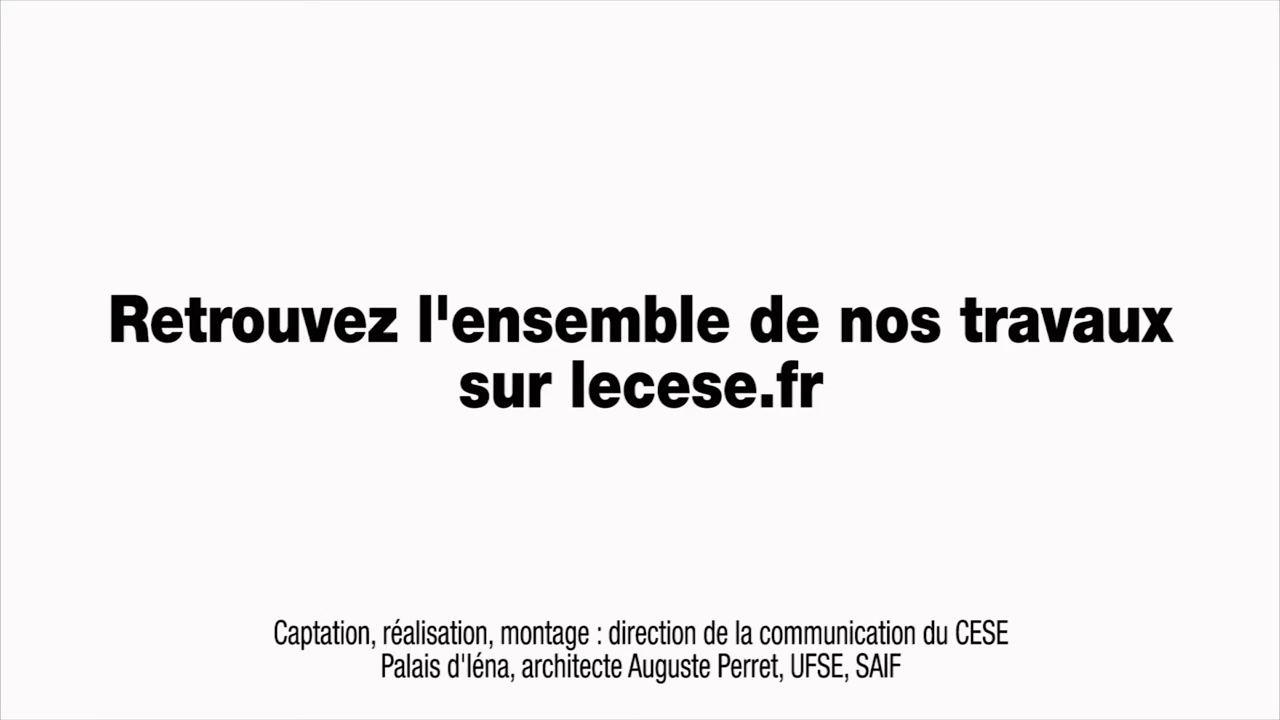 Retrouvez l'ensemble de nos travaux
sur lecese.fr
Captation, réalisation, montage : direction de la communication du CESE
Palais d'Iéna, architecte Auguste Perret, UFSE, SAIF